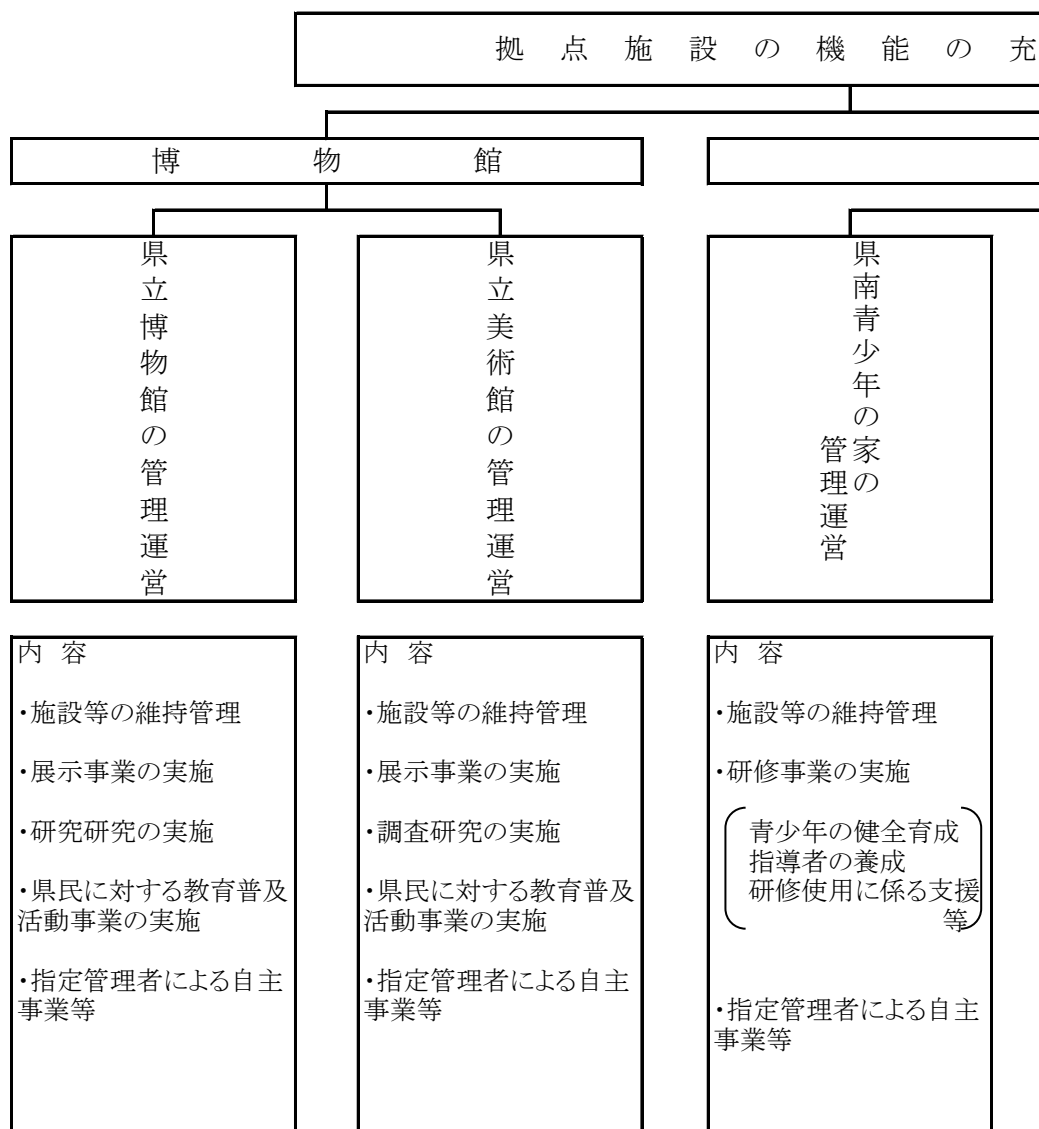 拠点施設の機能の充
博物館
県立博物館の管理運営
県立美術館の管理運営
県南青少年の家の
管理運営
内 容
・施設等の維持管理
・展示事業の実施
・研究研究の実施
・県民に対する教育普及
活動事業の実施
・指定管理者による自主
事業等
内 容
・施設等の維持管理
・展示事業の実施
・調査研究の実施
・県民に対する教育普及
活動事業の実施
・指定管理者による自主
事業等
内 容
・施設等の維持管理
・研修事業の実施
青少年の健全育成
指導者の養成
研修使用に係る支援
等
・指定管理者による自主
事業等